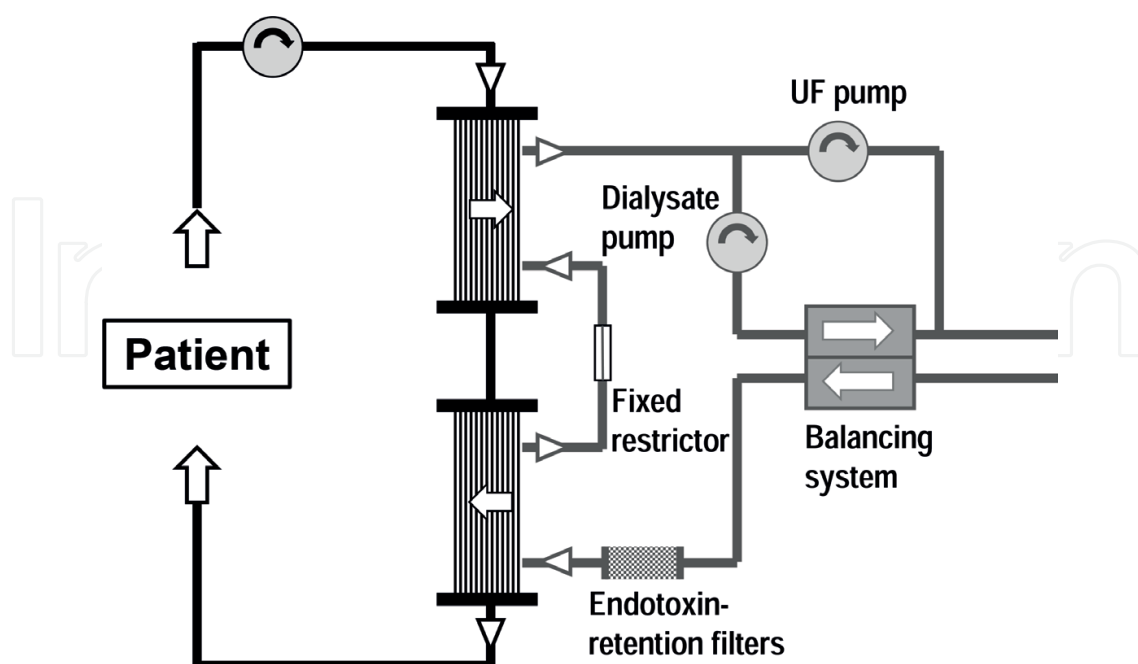 UF pump
Dialysate
pump
Patient
Fixed
restrictor
Balancing
system
Endotoxin-
retention filters